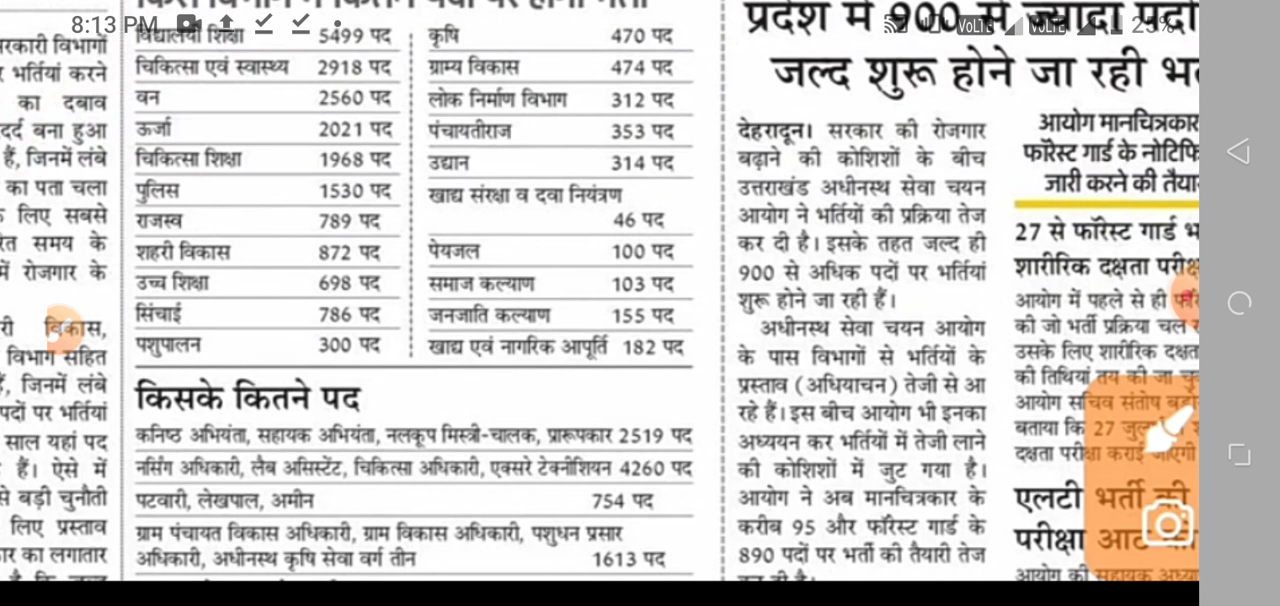 8:13 PM
VoLTE VoLTE
सरकारी विभागों
भर्तियां करने
का दबाव
दर्द बना हुआ
हैं, जिनमें लंबे
का पता चला
लिए सबसे
समय के
में रोजगार के
विकास,
विभाग सहित
जिनमें लंबे
पदों पर भर्तियां
साल यहां पद
हैं। ऐसे में
से बड़ी चुनौती
लिए प्रस्ताव
का लगातार
विद्यालयी शिक्षा 5499 पद
चिकित्सा एवं स्वास्थ्य 2918 पद
वन 2560 पद
ऊर्जा 2021 पद
चिकित्सा शिक्षा 1968 पद
पुलिस 1530 पद
राजस्व 789 पद
शहरी विकास 872 पद
उच्च शिक्षा 698 पद
सिंचाई 786 पद
पशुपालन 300 पद
कृषि 470 पद
ग्राम्य विकास 474 पद
लोक निर्माण विभाग 312 पद
पंचायतीराज 353 पद
उद्यान 314 पद
खाद्य संरक्षा व दवा नियंत्रण
46 पद
पेयजल 100 पद
समाज कल्याण 103 पद
जनजाति कल्याण 155 पद
खाद्य एवं नागरिक आपूर्ति 182 पद
किसके कितने पद
कनिष्ठ अभियंता, सहायक अभियंता, नलकूप मिस्त्री-चालक, प्रारूपकार 2519 पद
नर्सिंग अधिकारी, लैब असिस्टेंट, चिकित्सा अधिकारी, एक्सरे टेक्नीशियन 4260 पद
पटवारी, लेखपाल, अमीन 754 पद
ग्राम पंचायत विकास अधिकारी, ग्राम विकास अधिकारी, पशुधन प्रसार
अधिकारी, अधीनस्थ कृषि सेवा वर्ग तीन 1613 पद
प्रदेश में 900 से ज्यादा पदों
जल्द शुरू होने जा रही
देहरादून। सरकार की रोजगार
बढ़ाने की कोशिशों के बीच
उत्तराखंड अधीनस्थ सेवा चयन
आयोग ने भर्तियों की प्रक्रिया तेज
कर दी है। इसके तहत जल्द ही
900 से अधिक पदों पर भर्तियां
शुरू होने जा रही हैं।
अधीनस्थ सेवा चयन आयोग
के पास विभागों से भर्तियों के
प्रस्ताव (अधियाचन) तेजी से आ
रहे हैं। इस बीच आयोग भी इनका
अध्ययन कर भर्तियों में तेजी लाने
की कोशिशों में जुट गया है।
आयोग ने अब मानचित्रकार के
करीब 95 और फॉरेस्ट गार्ड के
890 पदों पर भर्ती की तैयारी तेज
आयोग मानचित्रकार
फॉरेस्ट गार्ड के
जारी करने की
27 से फॉरेस्ट गार्ड
शारीरिक दक्षता
आयोग में पहले से ही
की जो भर्ती प्रक्रिया चल
उसके लिए शारीरिक दक्षता
की तिथियां तय की जा
आयोग सचिव संतोष
बताया कि 27
दक्षता परीक्षा कराई जाएगी
एलटी भर्ती की
परीक्षा
आयोग की सहायक